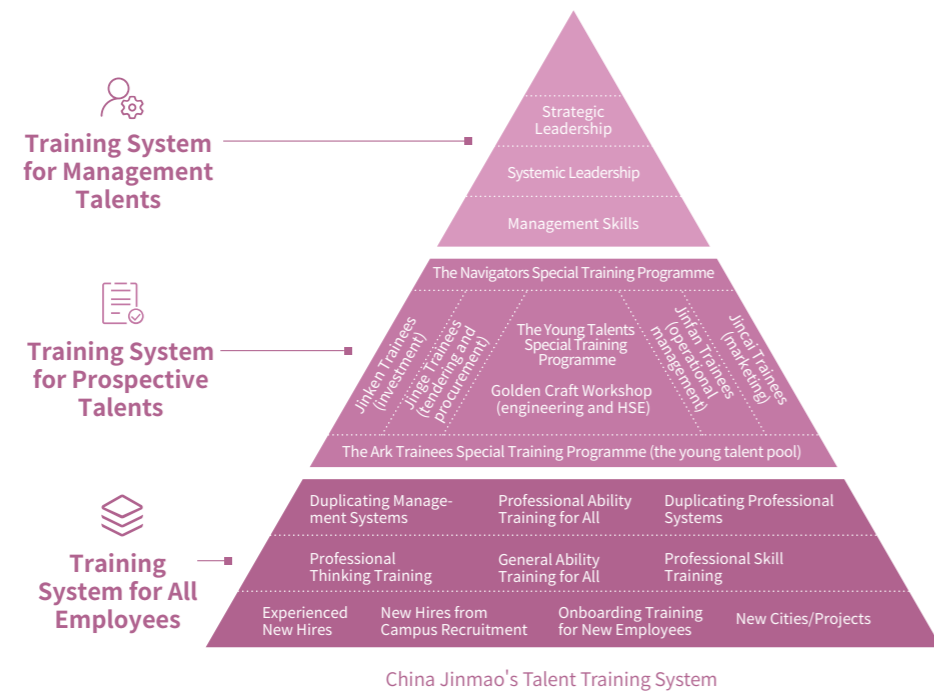 Training System
for Management
Talents
Strategic
Leadership
Systemic Leadership
Management Skills
Training System
for Prospective
Talents
The Navigators Special Training Programme
Jinken Trainees
(investment)
Jinge Trainees
(tendering and
procurement)
The Young Talents
Special Training
Programme
Golden Craft Workshop
(engineering and HSE)
Jinfan Trainees
(operational
management)
Jincai Trainees
(marketing)
The Ark Trainees Special Training Programme (the young talent pool)
Training
System for All
Employees
Duplicating Manage-
ment Systems
Professional Ability
Training for All
Duplicating Professional
Systems
Professional
Thinking Training
General Ability
Training for All
Professional Skill
Training
Experienced
New Hires
New Hires from
Campus Recruitment
Onboarding Training
for New Employees
New Cities/Projects
China Jinmao's Talent Training System